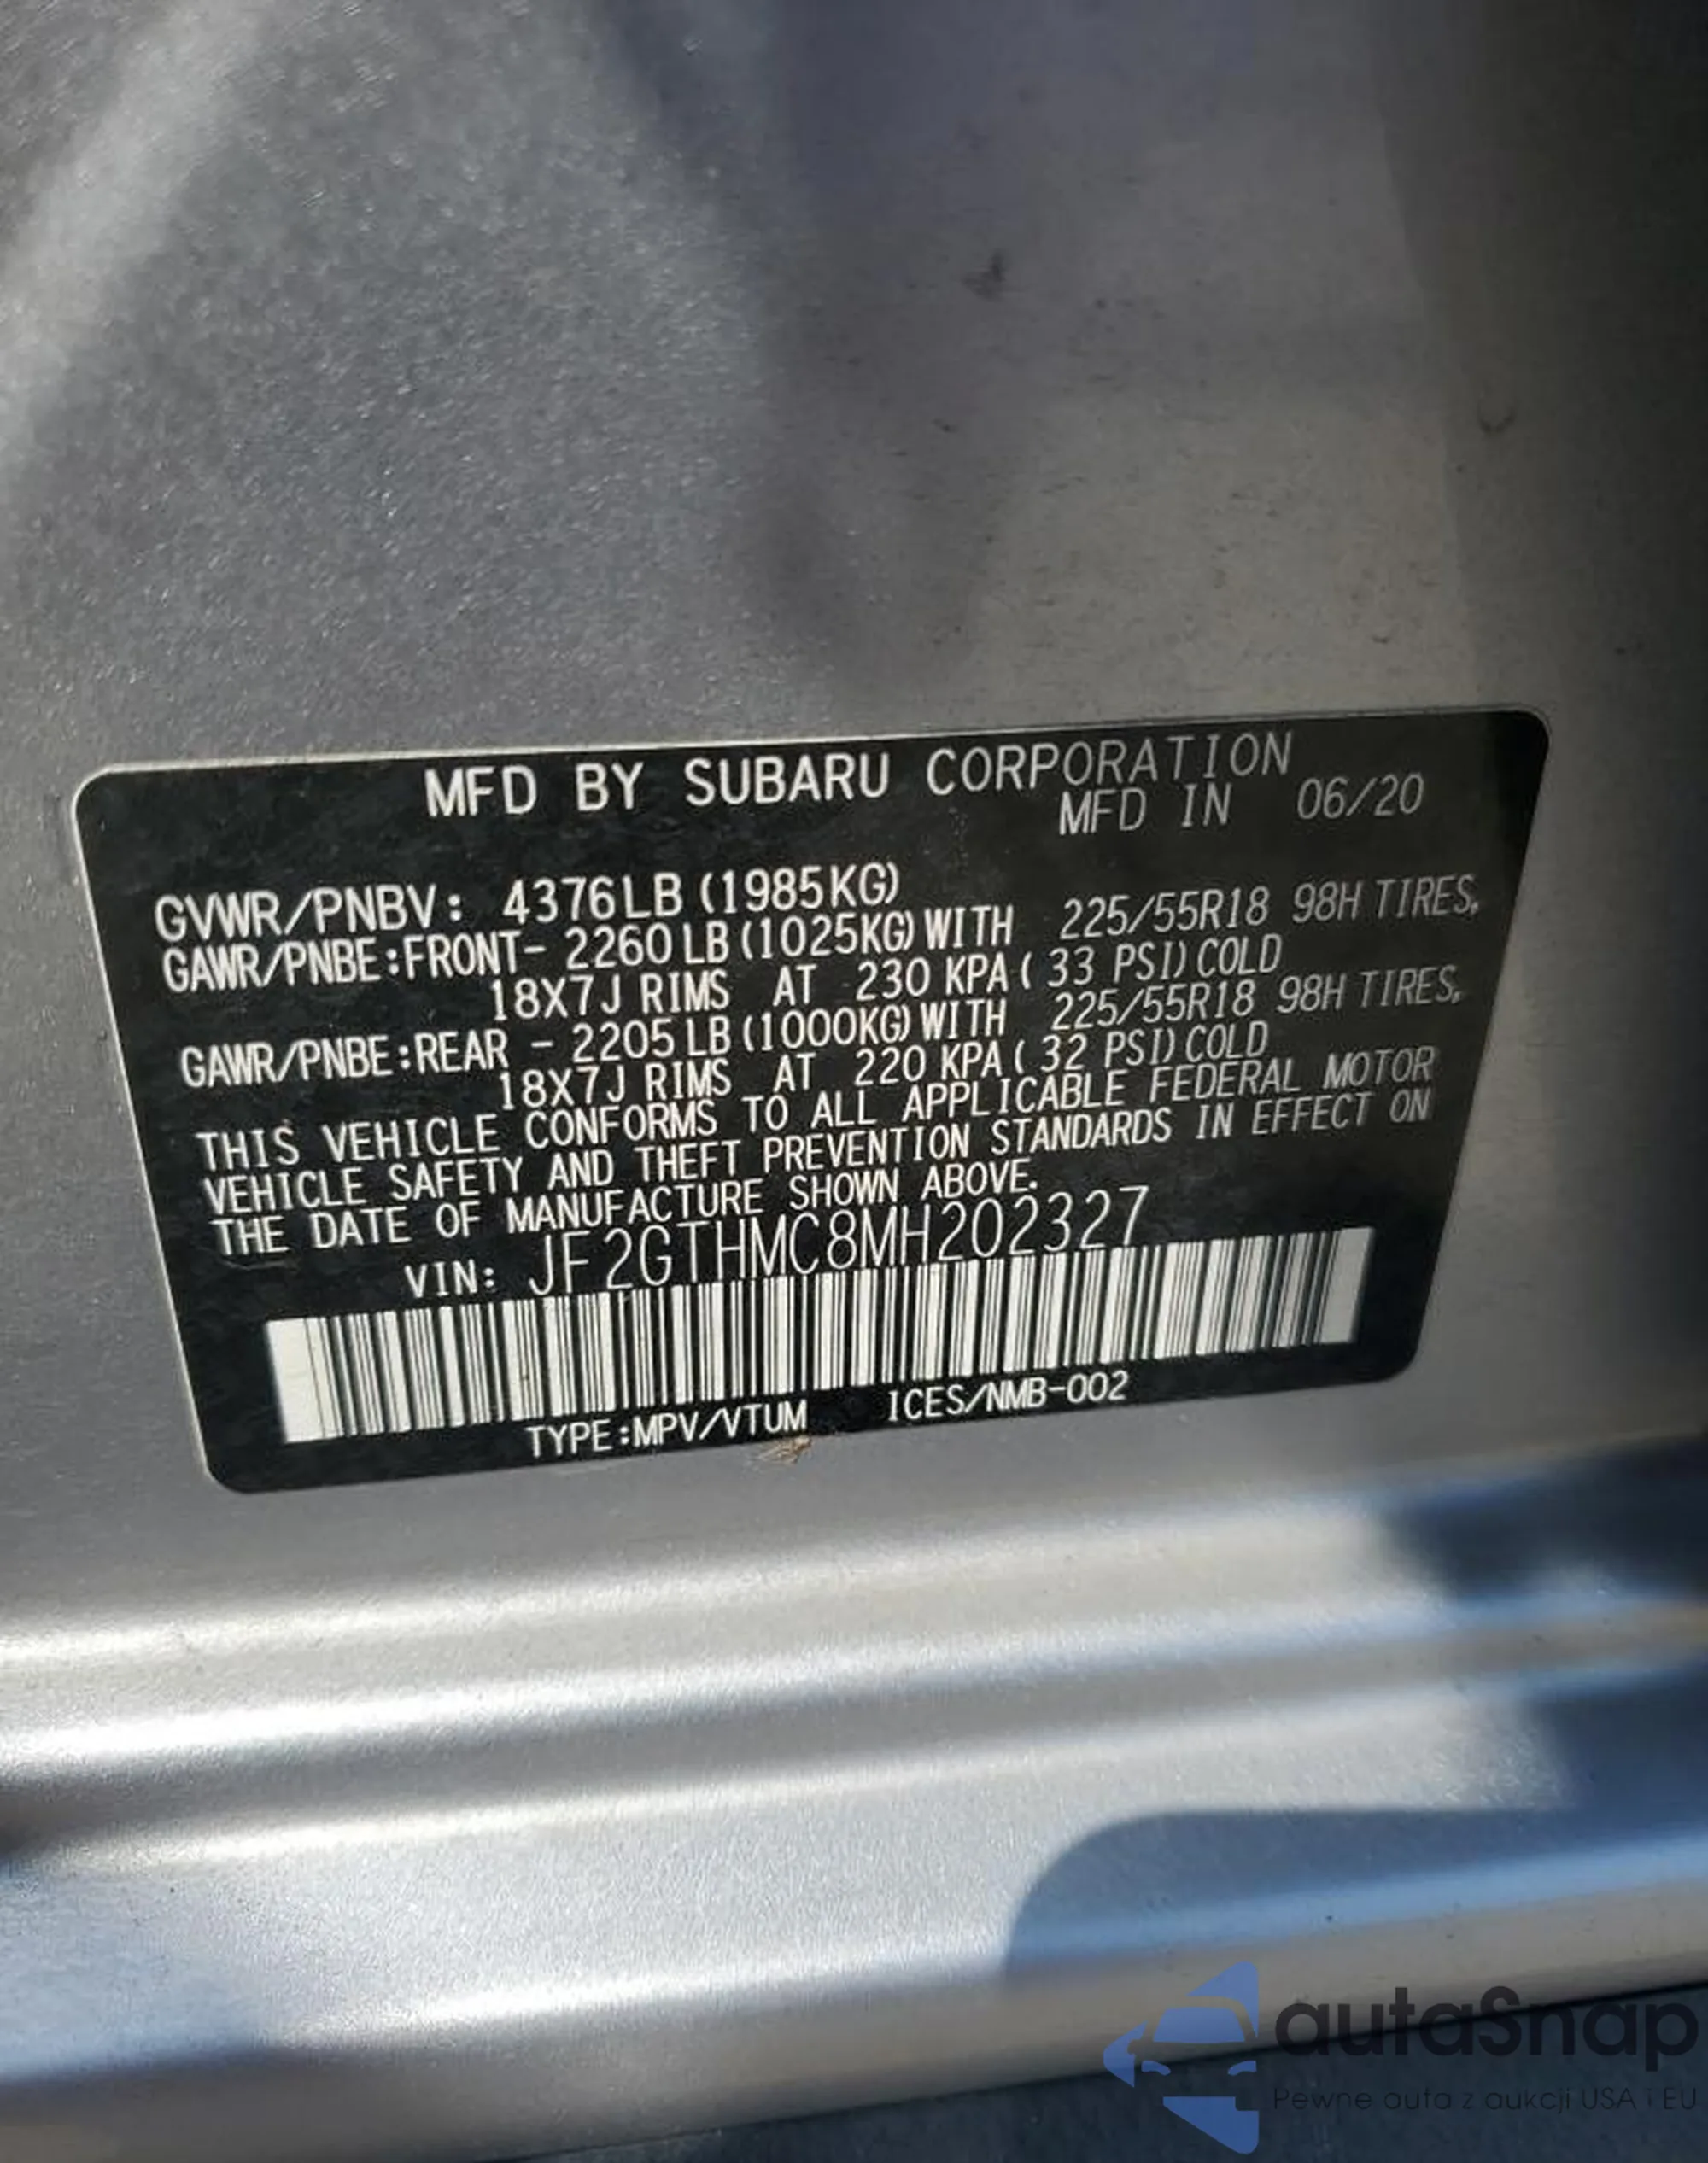 MFD BY SUBARU CORPORATION
MFD IN 06/20
GVWR/PNBV: 4376LB (1985KG)
GAWR/PNBE:FRONT- 2260 LB (1025KG) WITH 225/55R18 98H TIRES,
18X7J RIMS AT 230 KPA ( 33 PSI) COLD
GAWR/PNBE:REAR - 2205 LB (1000KG) WITH 225/55R18 98H TIRES,
18X7J RIMS AT 220 KPA ( 32 PSI) COLD
THIS VEHICLE CONFORMS TO ALL APPLICABLE FEDERAL MOTOR
VEHICLE SAFETY AND THEFT PREVENTION STANDARDS IN EFFECT ON
THE DATE OF MANUFACTURE SHOWN ABOVE.
VIN: JF2GTHMC8MH202327
TYPE:MPV/VTUM ICES/NMB-002
autaSnap
Pewne auta z aukcji USA i EU